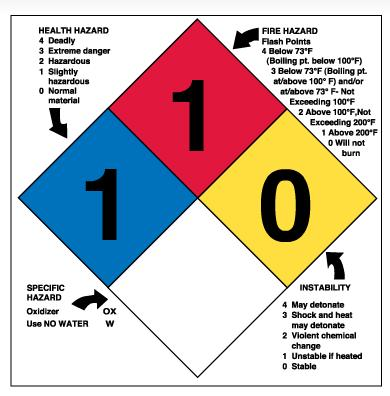 HEALTH HAZARD
4 Deadly
3 Extreme danger
2 Hazardous
1 Slightly
hazardous
0 Normal
material
FIRE HAZARD
Flash Points
4 Below 73°F
(Boiling pt. below 100°F)
3 Below 73°F (Boiling pt.
at/above 100° F) and/or
at/above 73° F- Not
Exceeding 100°F
2 Above 100°F,Not
Exceeding 200°F
1 Above 200°F
0 Will not
burn
1
1
0
SPECIFIC
HAZARD
Oxidizer OX
Use NO WATER W
INSTABILITY
4 May detonate
3 Shock and heat
may detonate
2 Violent chemical
change
1 Unstable if heated
0 Stable